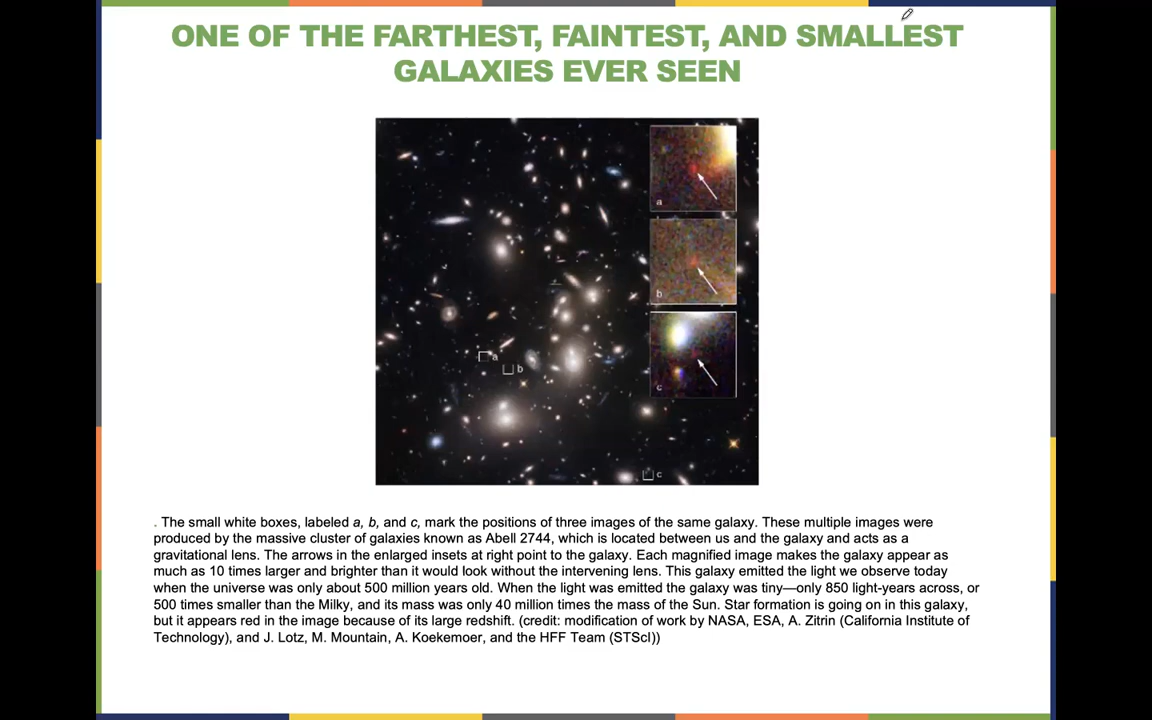 ONE OF THE FARTHEST, FAINTEST, AND SMALLEST
GALAXIES EVER SEEN
a
b
c
a
b
c
. The small white boxes, labeled a, b, and c, mark the positions of three images of the same galaxy. These multiple images were
produced by the massive cluster of galaxies known as Abell 2744, which is located between us and the galaxy and acts as a
gravitational lens. The arrows in the enlarged insets at right point to the galaxy. Each magnified image makes the galaxy appear as
much as 10 times larger and brighter than it would look without the intervening lens. This galaxy emitted the light we observe today
when the universe was only about 500 million years old. When the light was emitted the galaxy was tiny—only 850 light-years across, or
500 times smaller than the Milky, and its mass was only 40 million times the mass of the Sun. Star formation is going on in this galaxy,
but it appears red in the image because of its large redshift. (credit: modification of work by NASA, ESA, A. Zitrin (California Institute of
Technology), and J. Lotz, M. Mountain, A. Koekemoer, and the HFF Team (STScI))